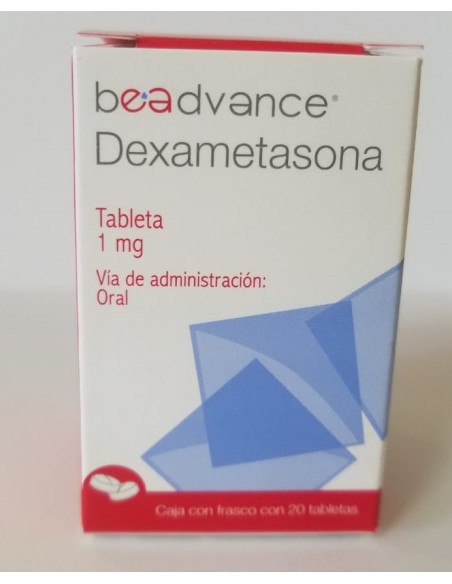 beadvance®
Dexametasona
Tableta
1 mg
Vía de administración:
Oral
Caja con frasco con 20 tabletas